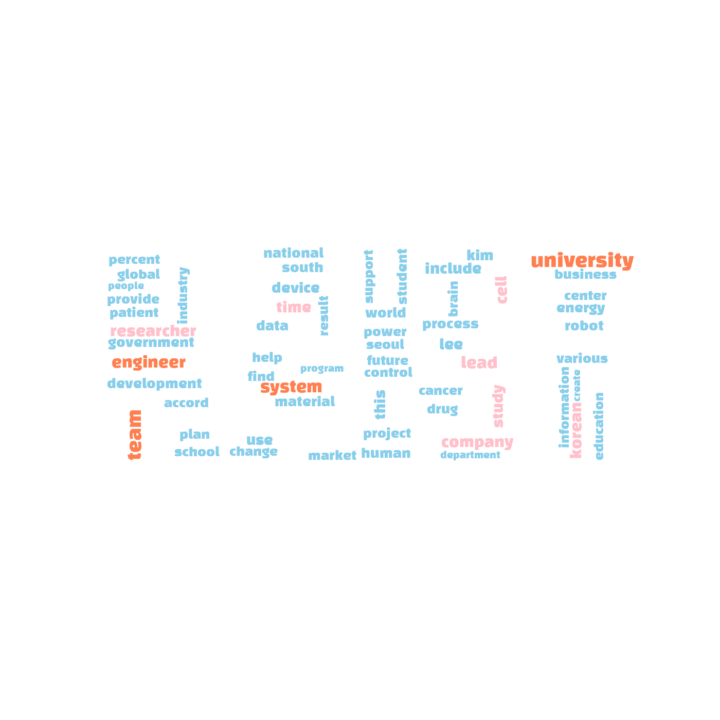 percent
global
people
provide
patient
industry
researcher
government
engineer
development
accord
team
plan
school
national
south
device
time
result
data
help
program
find
system
material
use
change
market
support
student
world
power
seoul
future
control
this
project
human
kim
include
cell
brain
process
lee
lead
cancer
study
drug
company
department
university
business
center
energy
robot
various
information
create
korean
education